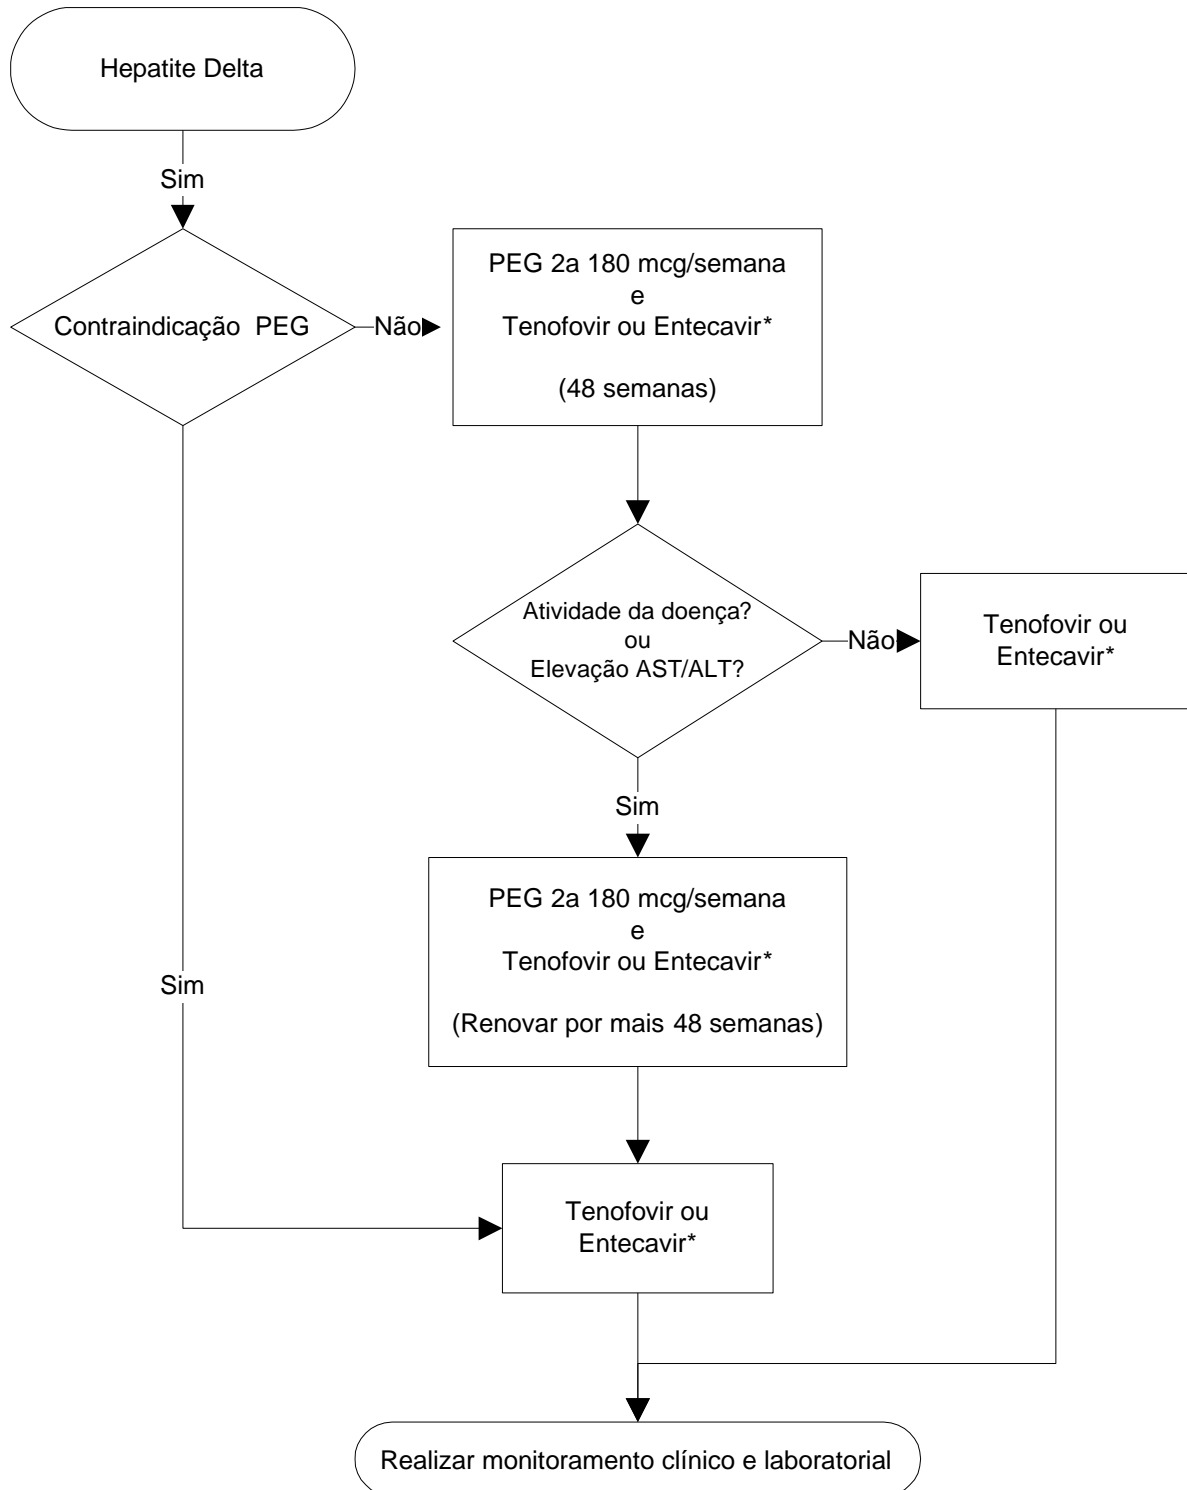 Hepatite Delta
Sim
Contraindicação PEG
Não
PEG 2a 180 mcg/semana
e
Tenofovir ou Entecavir*
(48 semanas)
Atividade da doença?
ou
Elevação AST/ALT?
Não
Tenofovir ou
Entecavir*
Sim
PEG 2a 180 mcg/semana
e
Tenofovir ou Entecavir*
(Renovar por mais 48 semanas)
Sim
Tenofovir ou
Entecavir*
Realizar monitoramento clínico e laboratorial